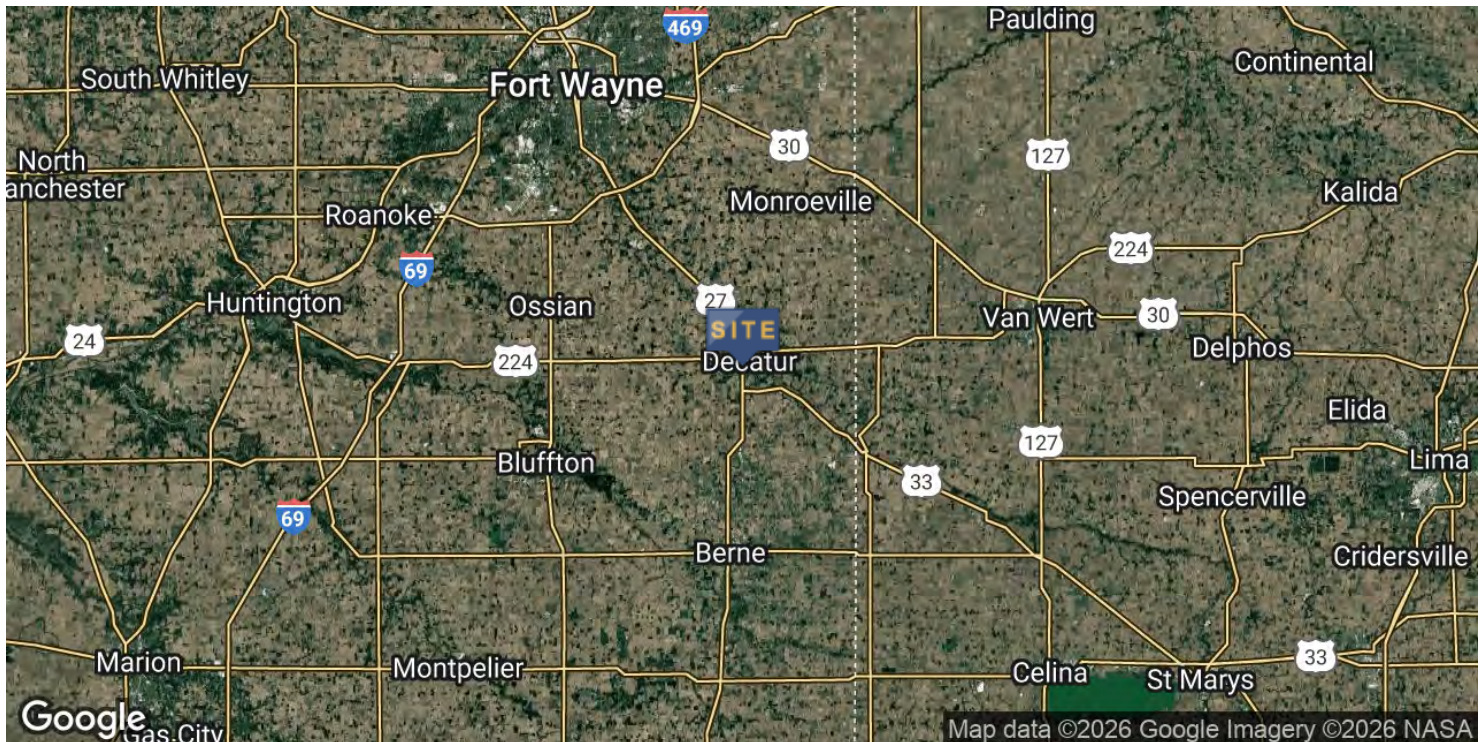 469
Paulding
Continental
South Whitley
Fort Wayne
30
127
North
anchester
Monroeville
Kalida
Roanoke
224
69
Huntington
Ossian
27
SITE
Van Wert
30
24
224
Decatur
Delphos
Elida
127
Bluffton
Lima
33
Spencerville
69
Berne
Cridersville
Marion
Montpelier
33
Celina
St Marys
Google
Gas City
Map data ©2026 Google Imagery ©2026 NASA